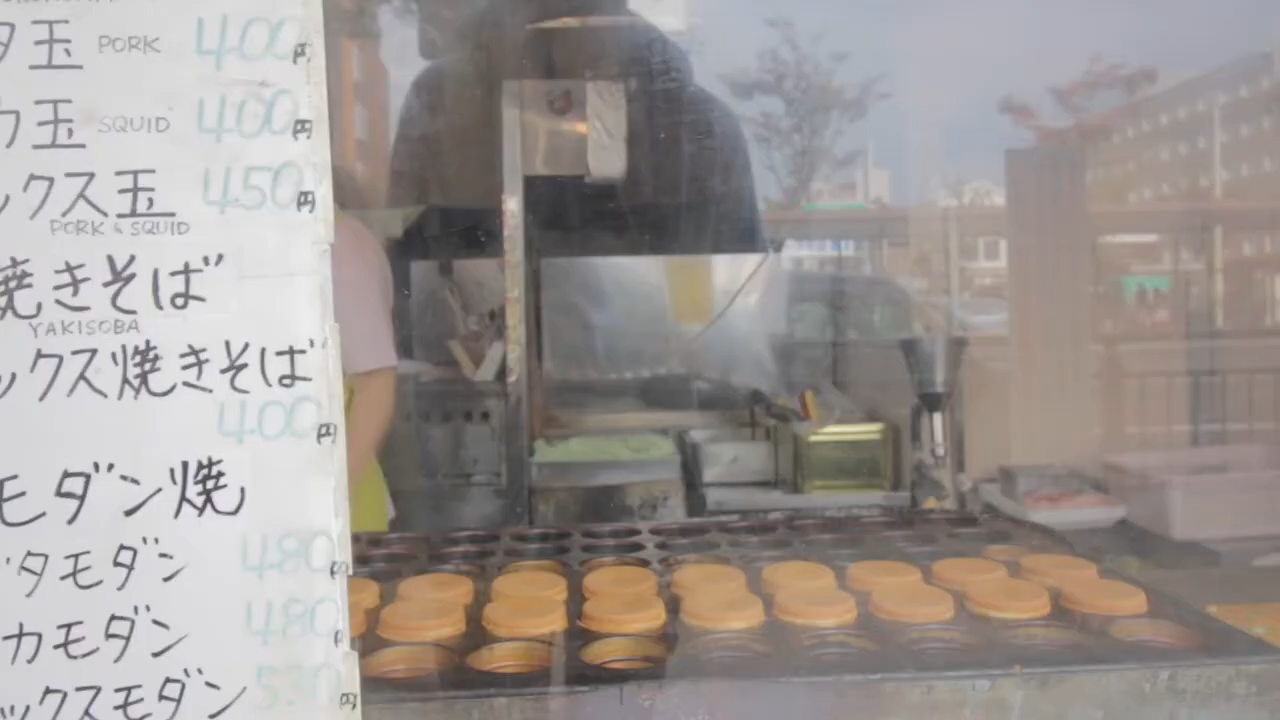 タ玉 PORK 400円
カ玉 SQUID 400円
ックス玉 450円
PORK & SQUID
焼きそば
YAKISOBA
ックス焼きそば
400円
モダン焼
タモダン 480円
カモダン 480円
ックスモダン 530円